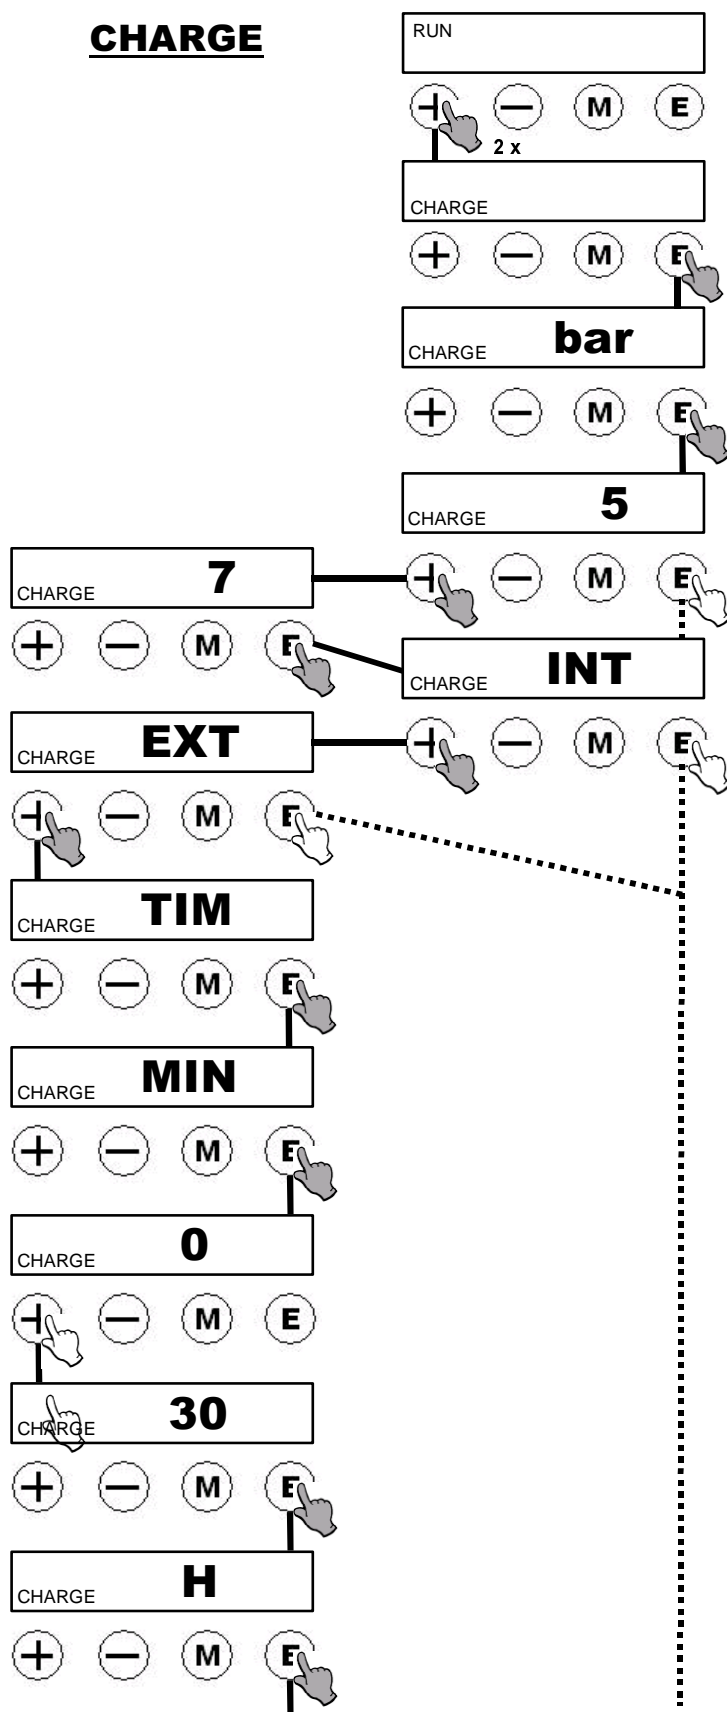 CHARGE
RUN
+ — M E
2 x
CHARGE
+ — M E
CHARGE bar
+ — M E
CHARGE 5
+ — M E
CHARGE 7
+ — M E
CHARGE INT
+ — M E
CHARGE EXT
+ — M E
CHARGE TIM
+ — M E
CHARGE MIN
+ — M E
CHARGE 0
+ — M E
CHARGE 30
+ — M E
CHARGE H
+ — M E